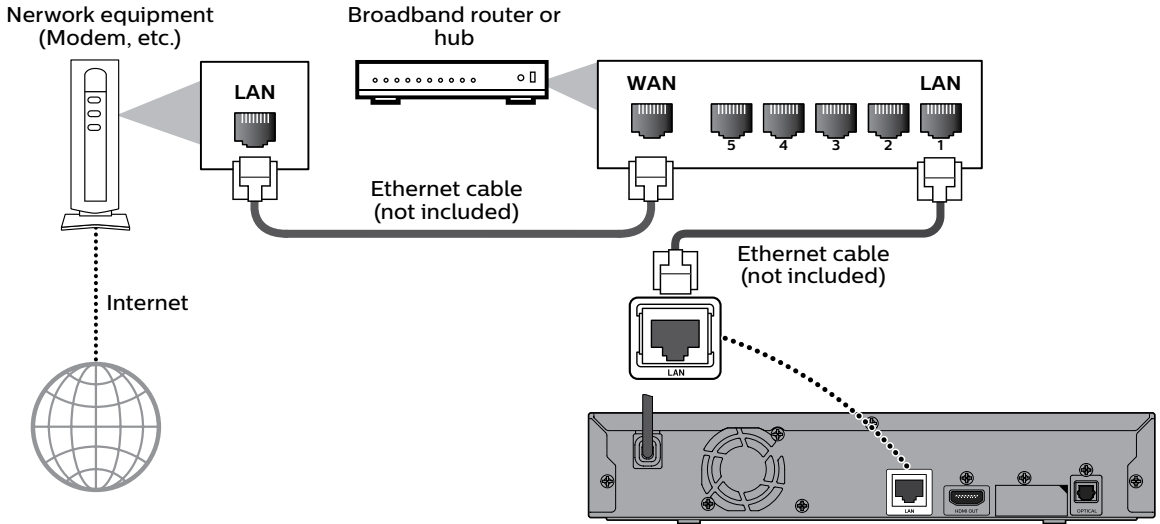 Nerwork equipment
(Modem, etc.)
Broadband router or
hub
LAN
WAN
LAN
5
4
3
2
1
Ethernet cable
(not included)
Ethernet cable
(not included)
Internet
LAN
LAN
HDMI OUT
OPTICAL